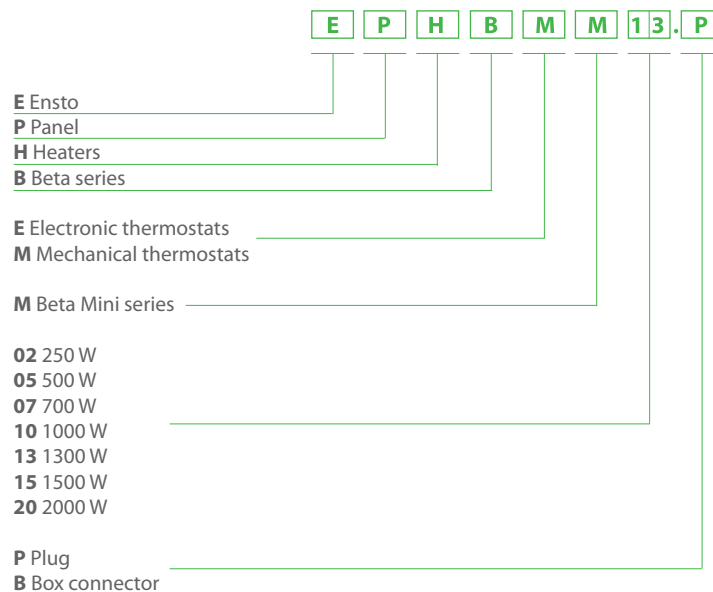 E P H B M M 13.P
E Ensto
P Panel
H Heaters
B Beta series
E Electronic thermostats
M Mechanical thermostats
M Beta Mini series
02 250 W
05 500 W
07 700 W
10 1000 W
13 1300 W
15 1500 W
20 2000 W
P Plug
B Box connector